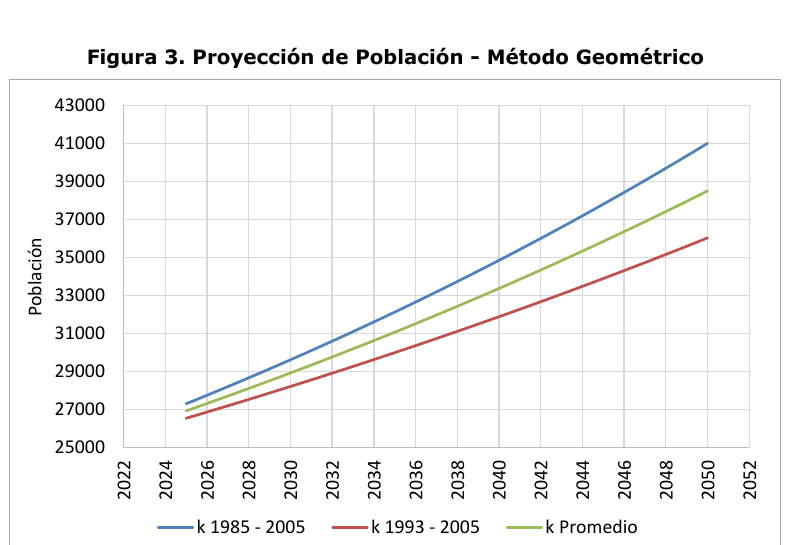 Figura 3. Proyección de Población - Método Geométrico
43000
41000
39000
37000
35000
33000
31000
29000
27000
25000
Población
2022 2024 2026 2028 2030 2032 2034 2036 2038 2040 2042 2044 2046 2048 2050 2052
k 1985 - 2005 k 1993 - 2005 k Promedio